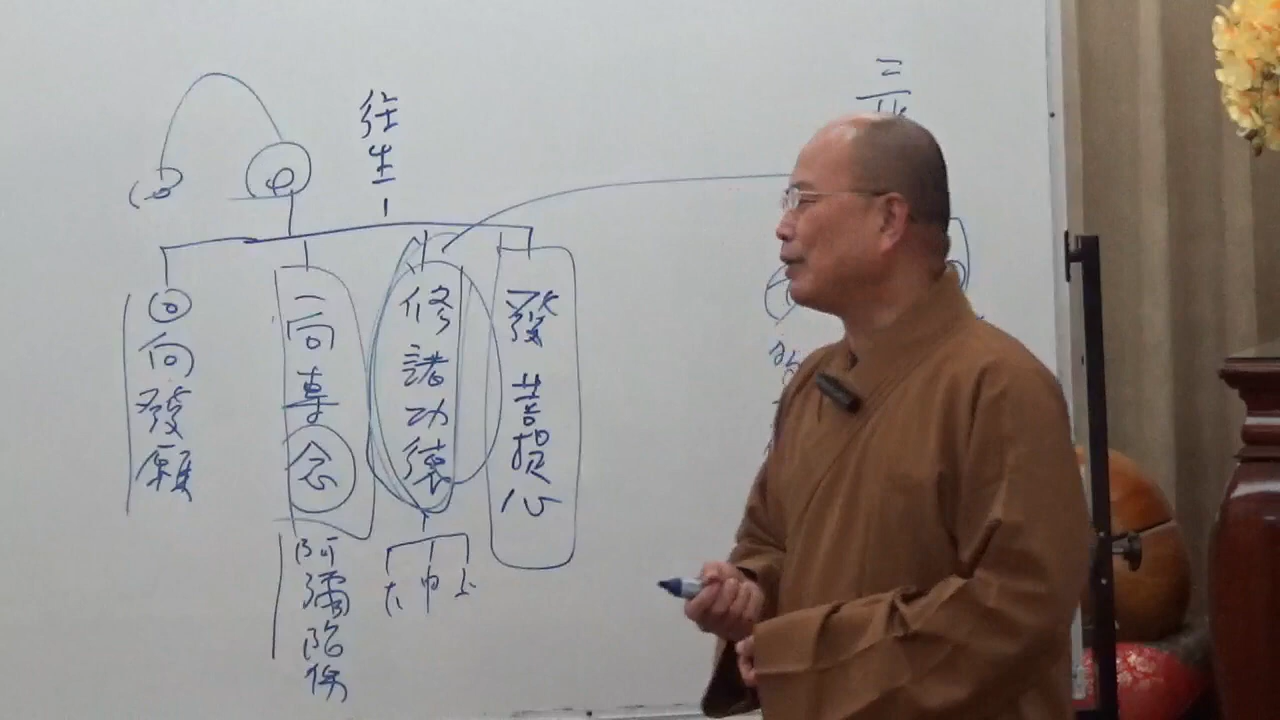 三
往生
發菩提心
修諸功德
上
中
一向專念
阿彌陀佛
回向發願